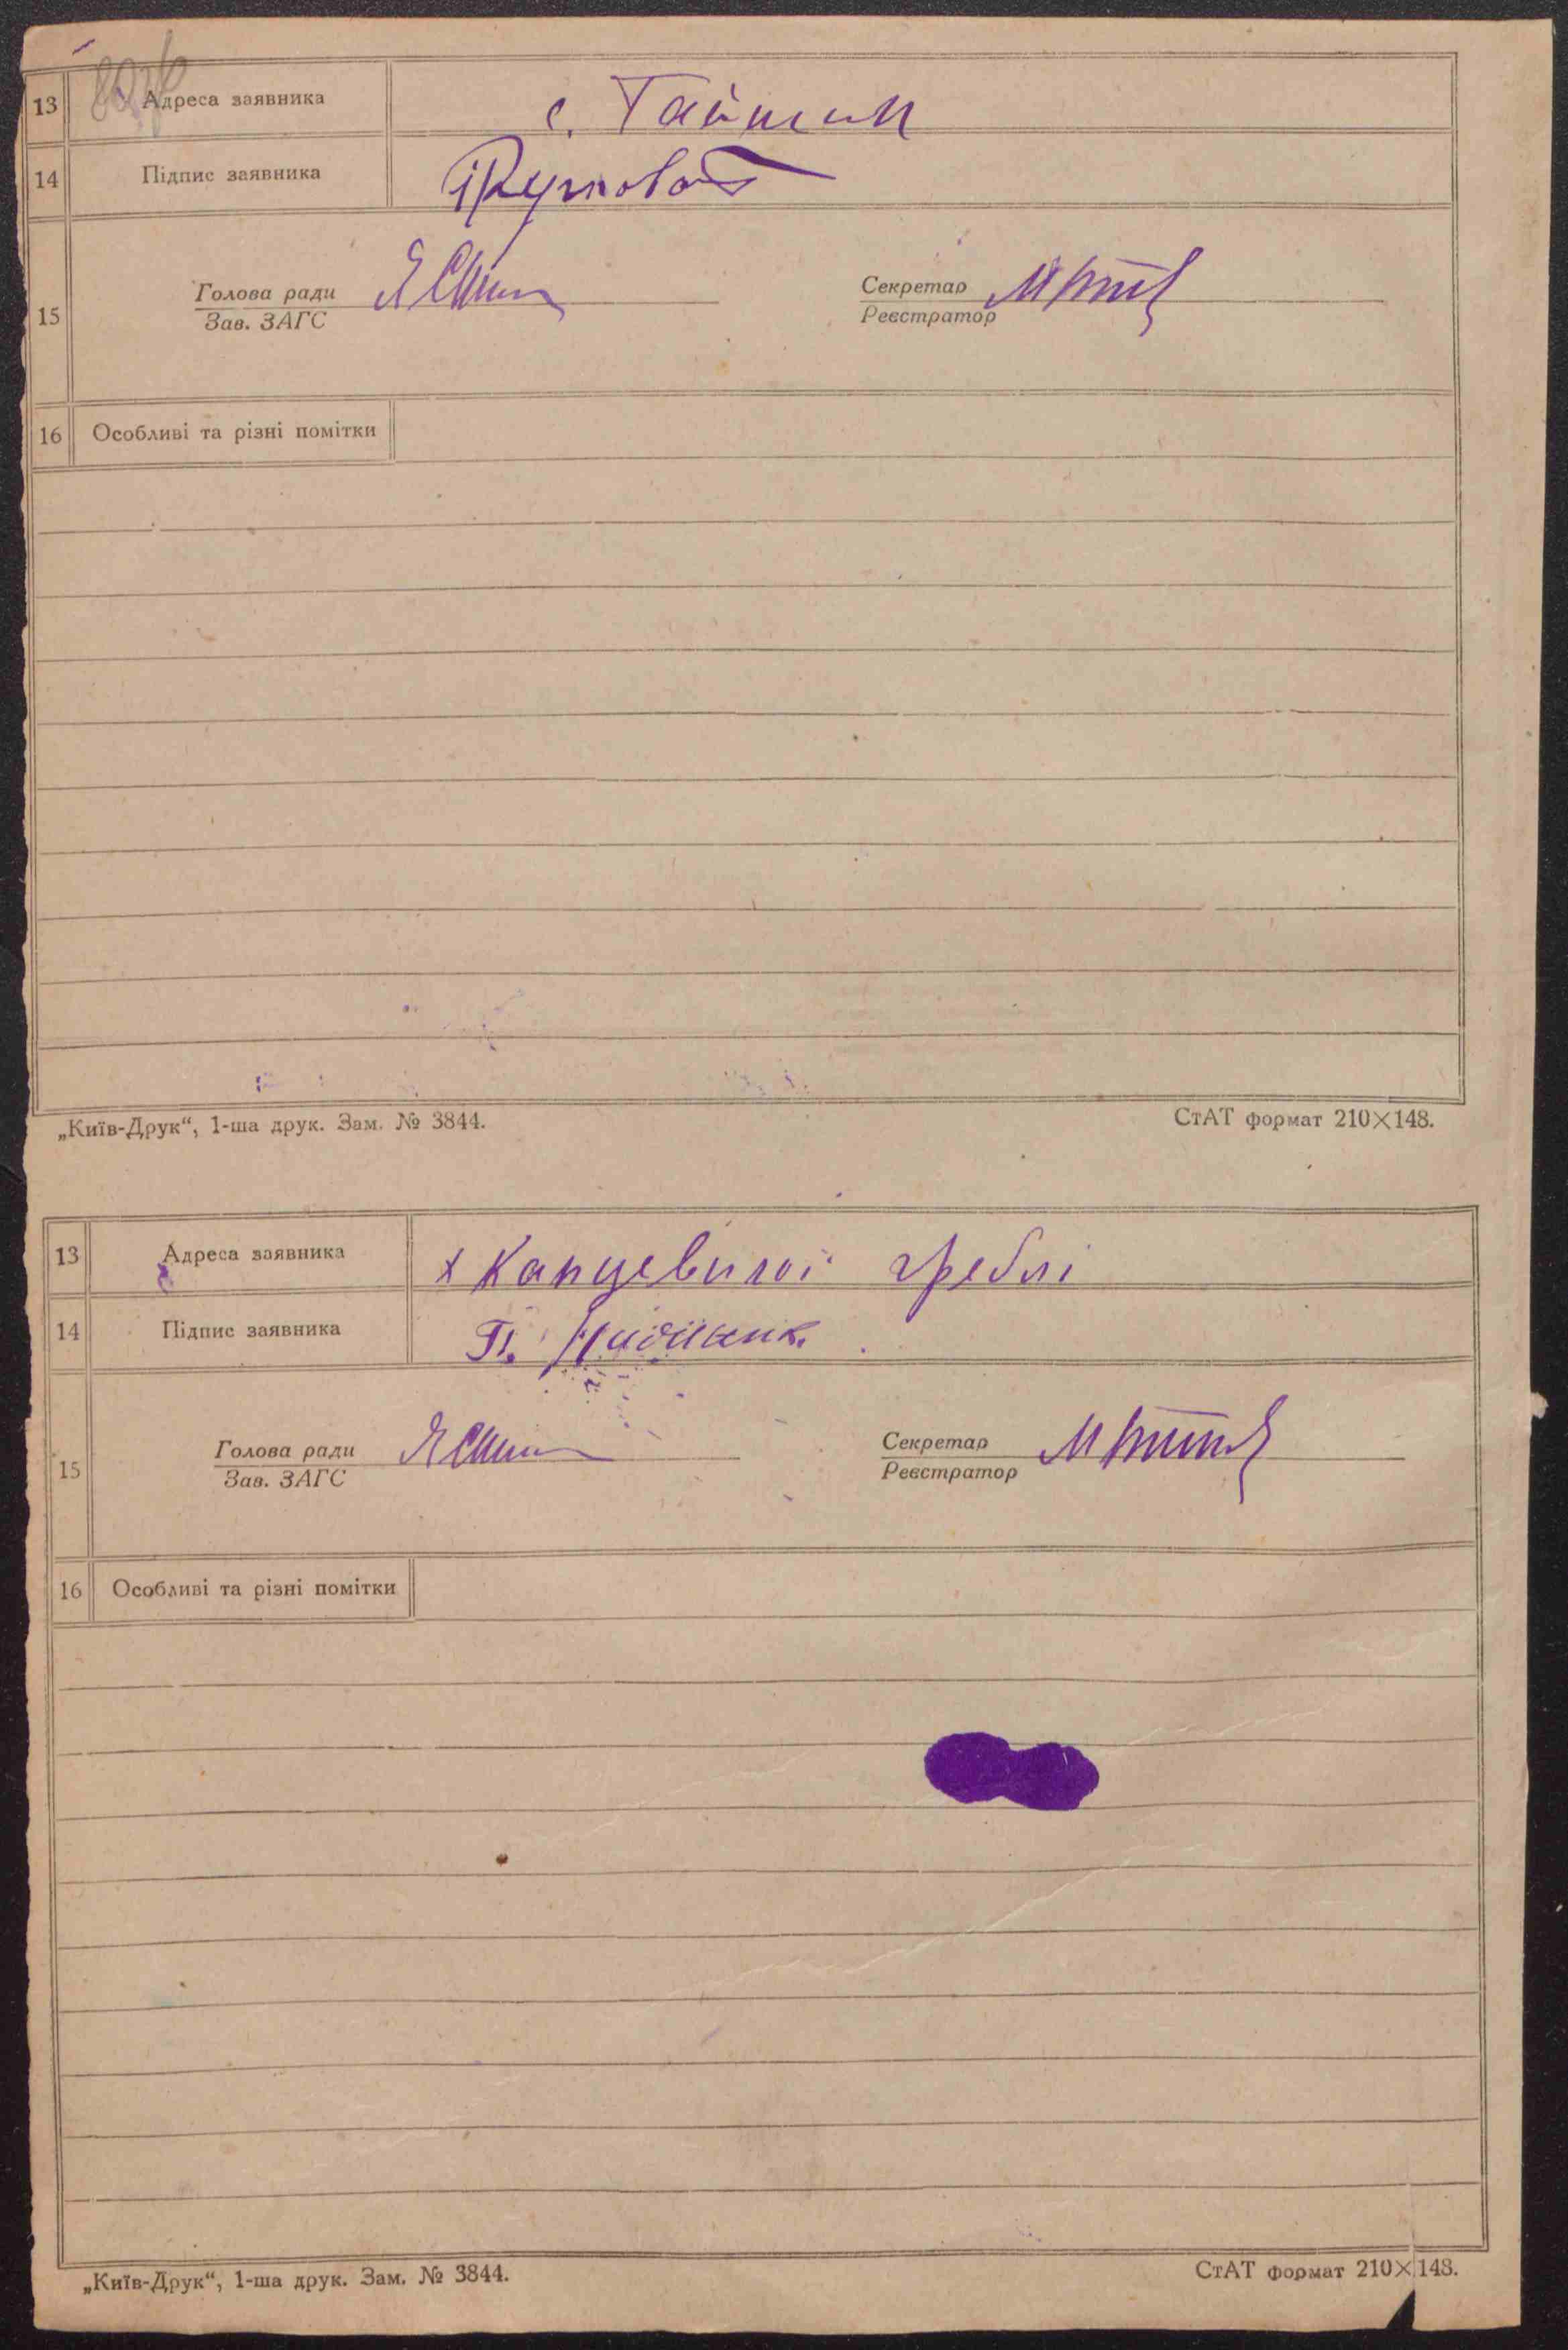 13 Адреса заявника с. Гайшин
14 Підпис заявника
Голова ради Секретар
15
Зав. ЗАГС Реєстратор
16 Особливі та різні помітки
„Київ-Друк“, 1-ша друк. Зам. № 3844. СтАТ формат 210×148.
13 Адреса заявника х Канцевичої греблі
14 Підпис заявника
Голова ради Секретар
15
Зав. ЗАГС Реєстратор
16 Особливі та різні помітки
„Київ-Друк“, 1-ша друк. Зам. № 3844. СтАТ формат 210×148.